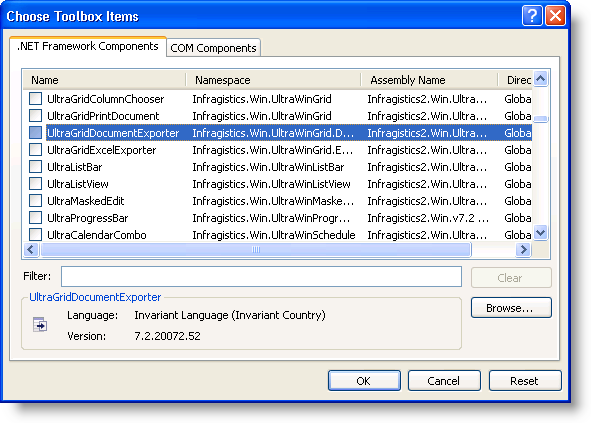 Choose Toolbox Items
.NET Framework Components COM Components
Name Namespace Assembly Name Direc
UltraGridColumnChooser Infragistics.Win.UltraWinGrid Infragistics2.Win.Ultra... Globa
UltraGridPrintDocument Infragistics.Win.UltraWinGrid Infragistics2.Win.Ultra... Globa
UltraGridDocumentExporter Infragistics.Win.UltraWinGrid.D... Infragistics2.Win.Ultra... Globa
UltraGridExcelExporter Infragistics.Win.UltraWinGrid.E... Infragistics2.Win.Ultra... Globa
UltraListBar Infragistics.Win.UltraWinListBar Infragistics2.Win.Ultra... Globa
UltraListView Infragistics.Win.UltraWinListView Infragistics2.Win.Ultra... Globa
UltraMaskedEdit Infragistics.Win.UltraWinMaske... Infragistics2.Win.Ultra... Globa
UltraProgressBar Infragistics.Win.UltraWinProgr... Infragistics2.Win.v7.2 ... Globa
UltraCalendarCombo Infragistics.Win.UltraWinSchedule Infragistics2.Win.Ultra... Globa
Filter: Clear
UltraGridDocumentExporter
Language: Invariant Language (Invariant Country)
Version: 7.2.20072.52
Browse...
OK Cancel Reset